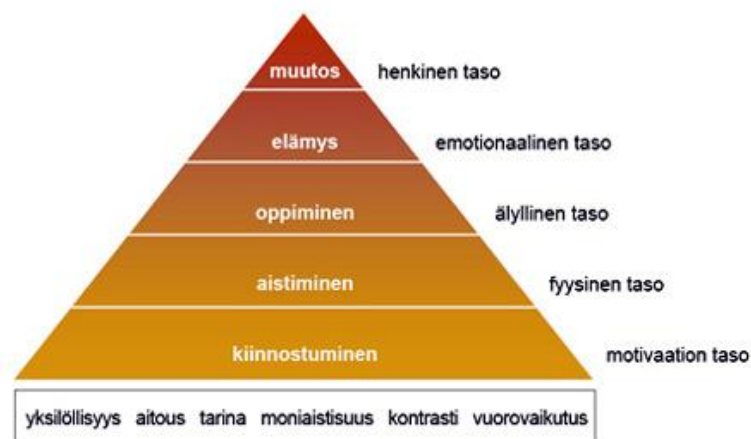 muutos henkinen taso
elämys emotionaalinen taso
oppiminen älyllinen taso
aistiminen fyysinen taso
kiinnostuminen motivaation taso
yksilöllisyys aitous tarina moniaistisuus kontrasti vuorovaikutus